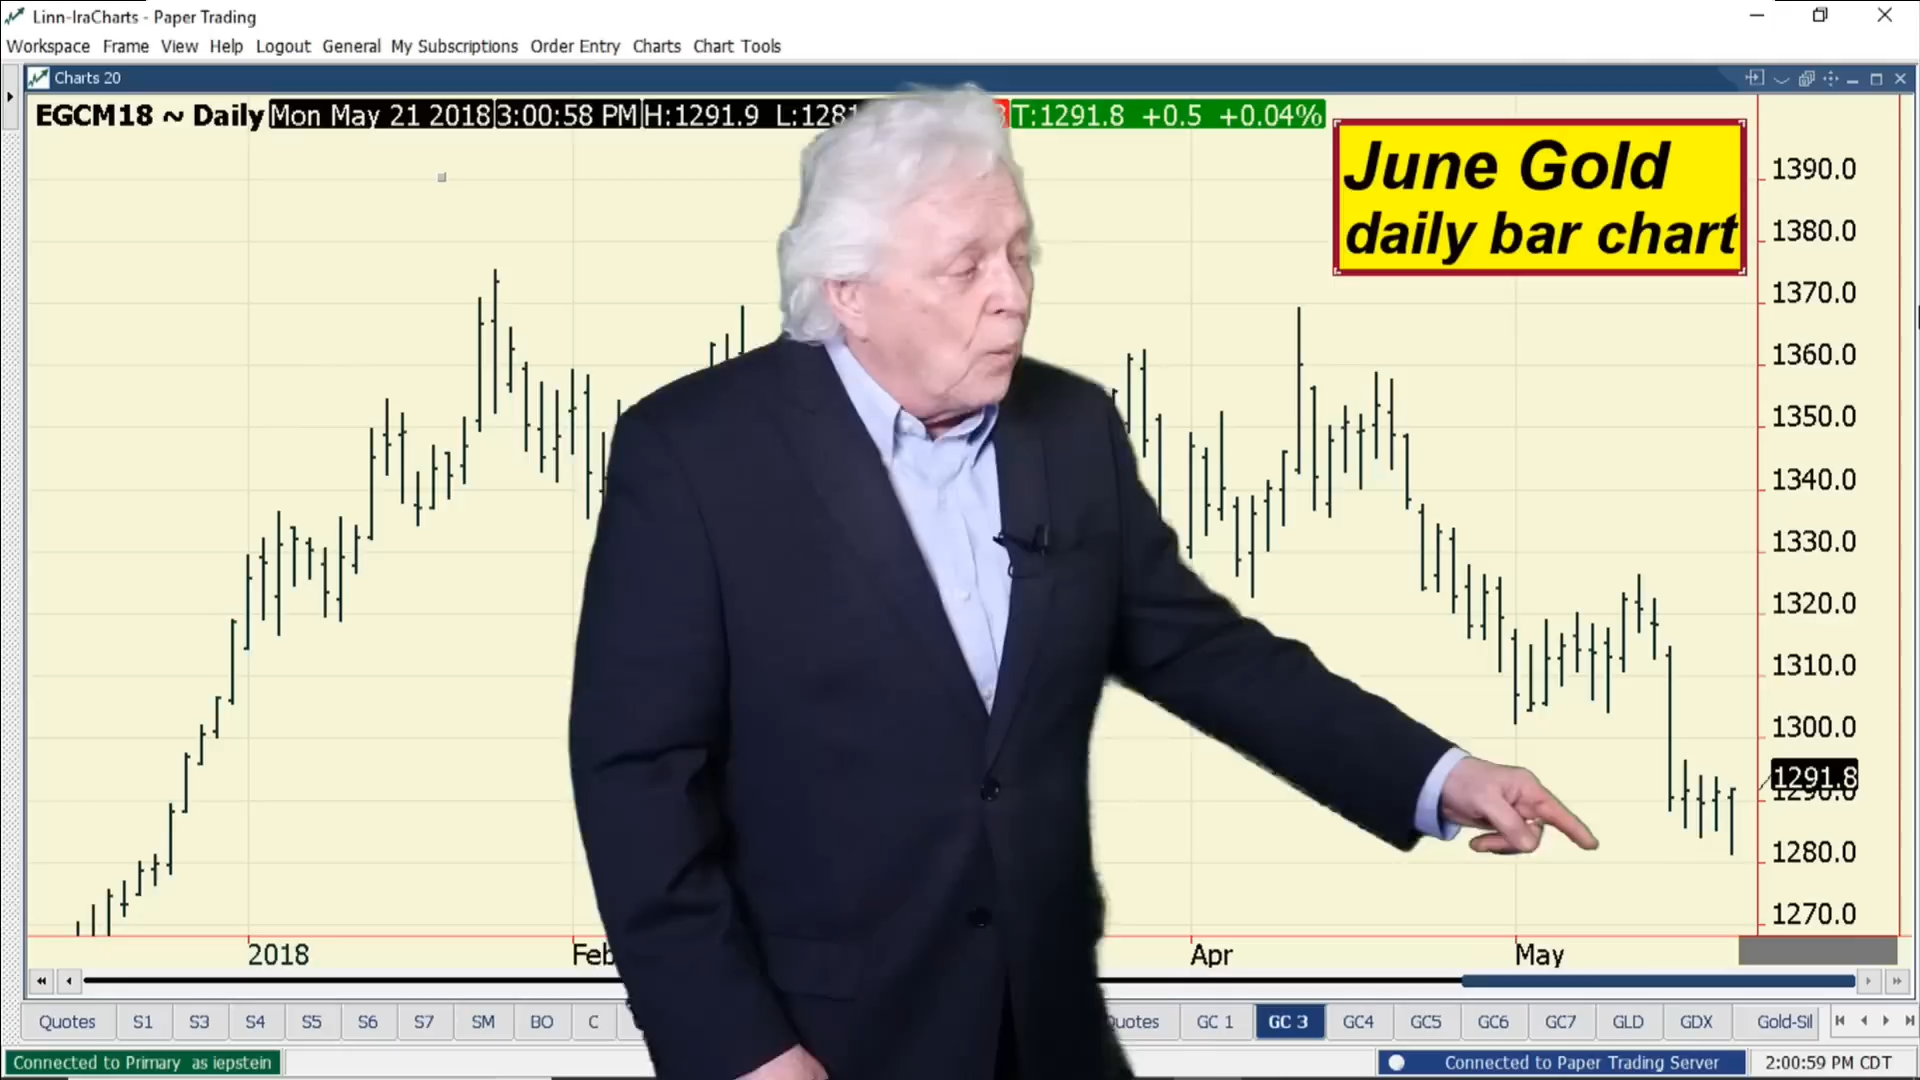 Linn-IraCharts - Paper Trading
Workspace Frame View Help Logout General My Subscriptions Order Entry Charts Chart Tools
Charts 20
EGCM18 ~ Daily Mon May 21 2018 3:00:58 PM H:1291.9 L:1281 T:1291.8 +0.5 +0.04%
June Gold
daily bar chart
1390.0
1380.0
1370.0
1360.0
1350.0
1340.0
1330.0
1320.0
1310.0
1300.0
1291.8
1280.0
1270.0
2018 Feb Apr May
Quotes S1 S3 S4 S5 S6 S7 SM BO C Quotes GC 1 GC 3 GC4 GC5 GC6 GC7 GLD GDX Gold-Sil
Connected to Primary as iepstein Connected to Paper Trading Server 2:00:59 PM CDT